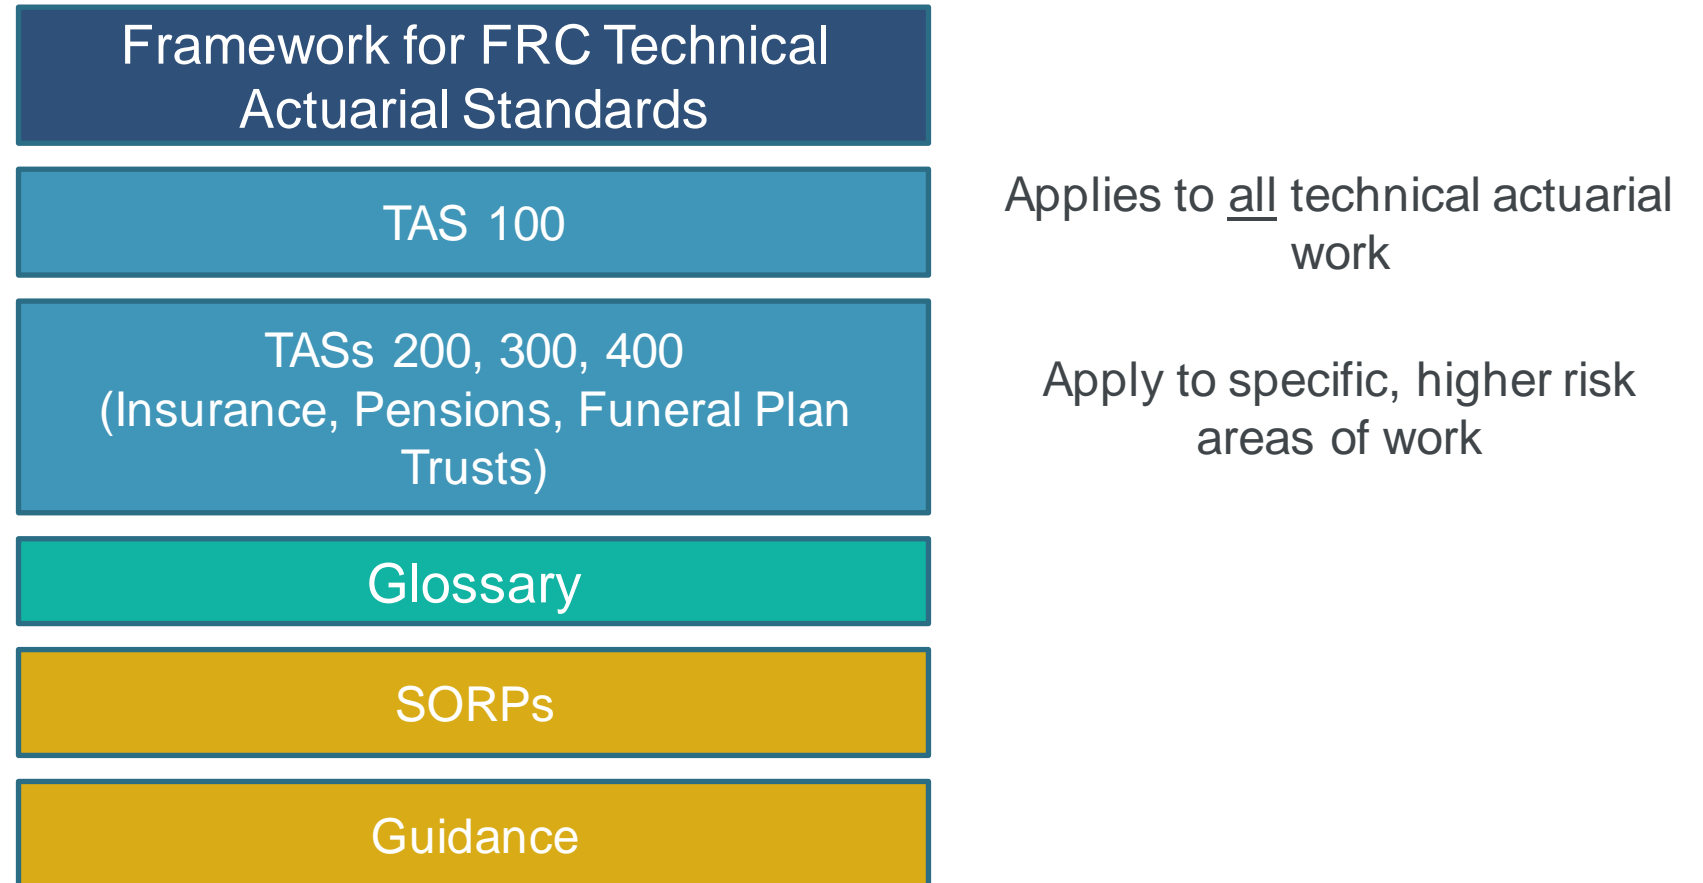 Framework for FRC Technical
Actuarial Standards
TAS 100
Applies to all technical actuarial
work
TASs 200, 300, 400
(Insurance, Pensions, Funeral Plan
Trusts)
Apply to specific, higher risk
areas of work
Glossary
SORPs
Guidance